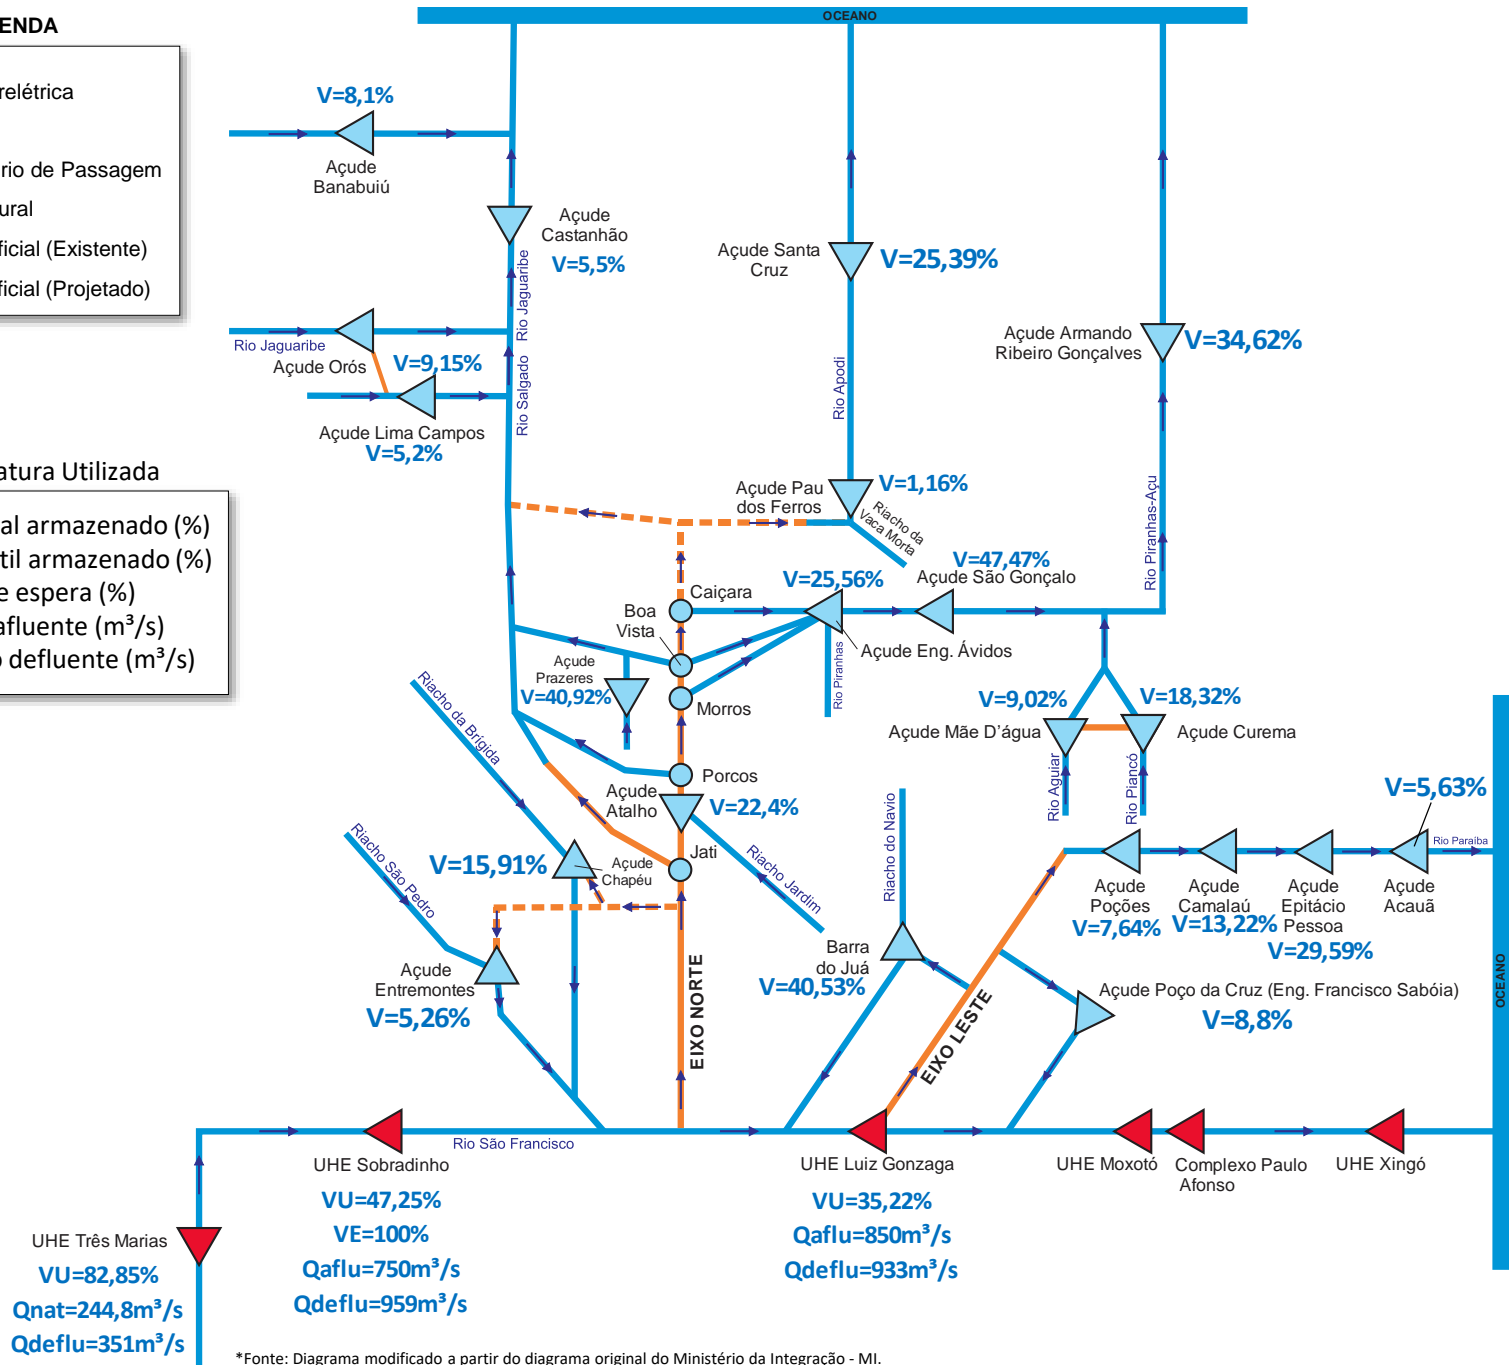 OCEANO
ENDA
relétrica
rio de Passagem
ural
ficial (Existente)
ficial (Projetado)
V=8,1%
Açude
Banabuiú
Açude
Castanhão
V=5,5%
Rio Jaguaribe
Açude Santa
Cruz
V=25,39%
Açude Armando
Ribeiro Gonçalves
V=34,62%
Rio Jaguaribe
Açude Orós
V=9,15%
Rio Salgado
Açude Lima Campos
V=5,2%
Rio Apodi
Rio Piranhas-Açu
atura Utilizada
al armazenado (%)
til armazenado (%)
e espera (%)
afluente (m³/s)
o defluente (m³/s)
Açude Pau
dos Ferros
V=1,16%
Riacho da
Vaca Morta
V=47,47%
Açude São Gonçalo
V=25,56%
Caiçara
Boa
Vista
Açude Eng. Ávidos
Rio Piranhas
Açude
Prazeres
V=40,92%
Morros
Riacho da Brígida
V=9,02%
V=18,32%
Açude Mãe D'água
Açude Curema
Rio Aguiar
Rio Piancó
Porcos
Açude
Atalho
V=22,4%
V=5,63%
Rio Paraíba
Riacho do Navio
Jati
Riacho Jardim
V=15,91%
Açude
Chapéu
Riacho São Pedro
Açude
Poções
V=7,64%
Açude
Camalaú
V=13,22%
Açude
Epitácio
Pessoa
V=29,59%
Açude
Acauã
Barra
do Juá
V=40,53%
Açude
Entremontes
V=5,26%
EIXO NORTE
EIXO LESTE
Açude Poço da Cruz (Eng. Francisco Sabóia)
V=8,8%
OCEANO
Rio São Francisco
UHE Sobradinho
VU=47,25%
VE=100%
Qaflu=750m³/s
Qdeflu=959m³/s
UHE Luiz Gonzaga
VU=35,22%
Qaflu=850m³/s
Qdeflu=933m³/s
UHE Moxotó
Complexo Paulo
Afonso
UHE Xingó
UHE Três Marias
VU=82,85%
Qnat=244,8m³/s
Qdeflu=351m³/s
*Fonte: Diagrama modificado a partir do diagrama original do Ministério da Integração - MI.